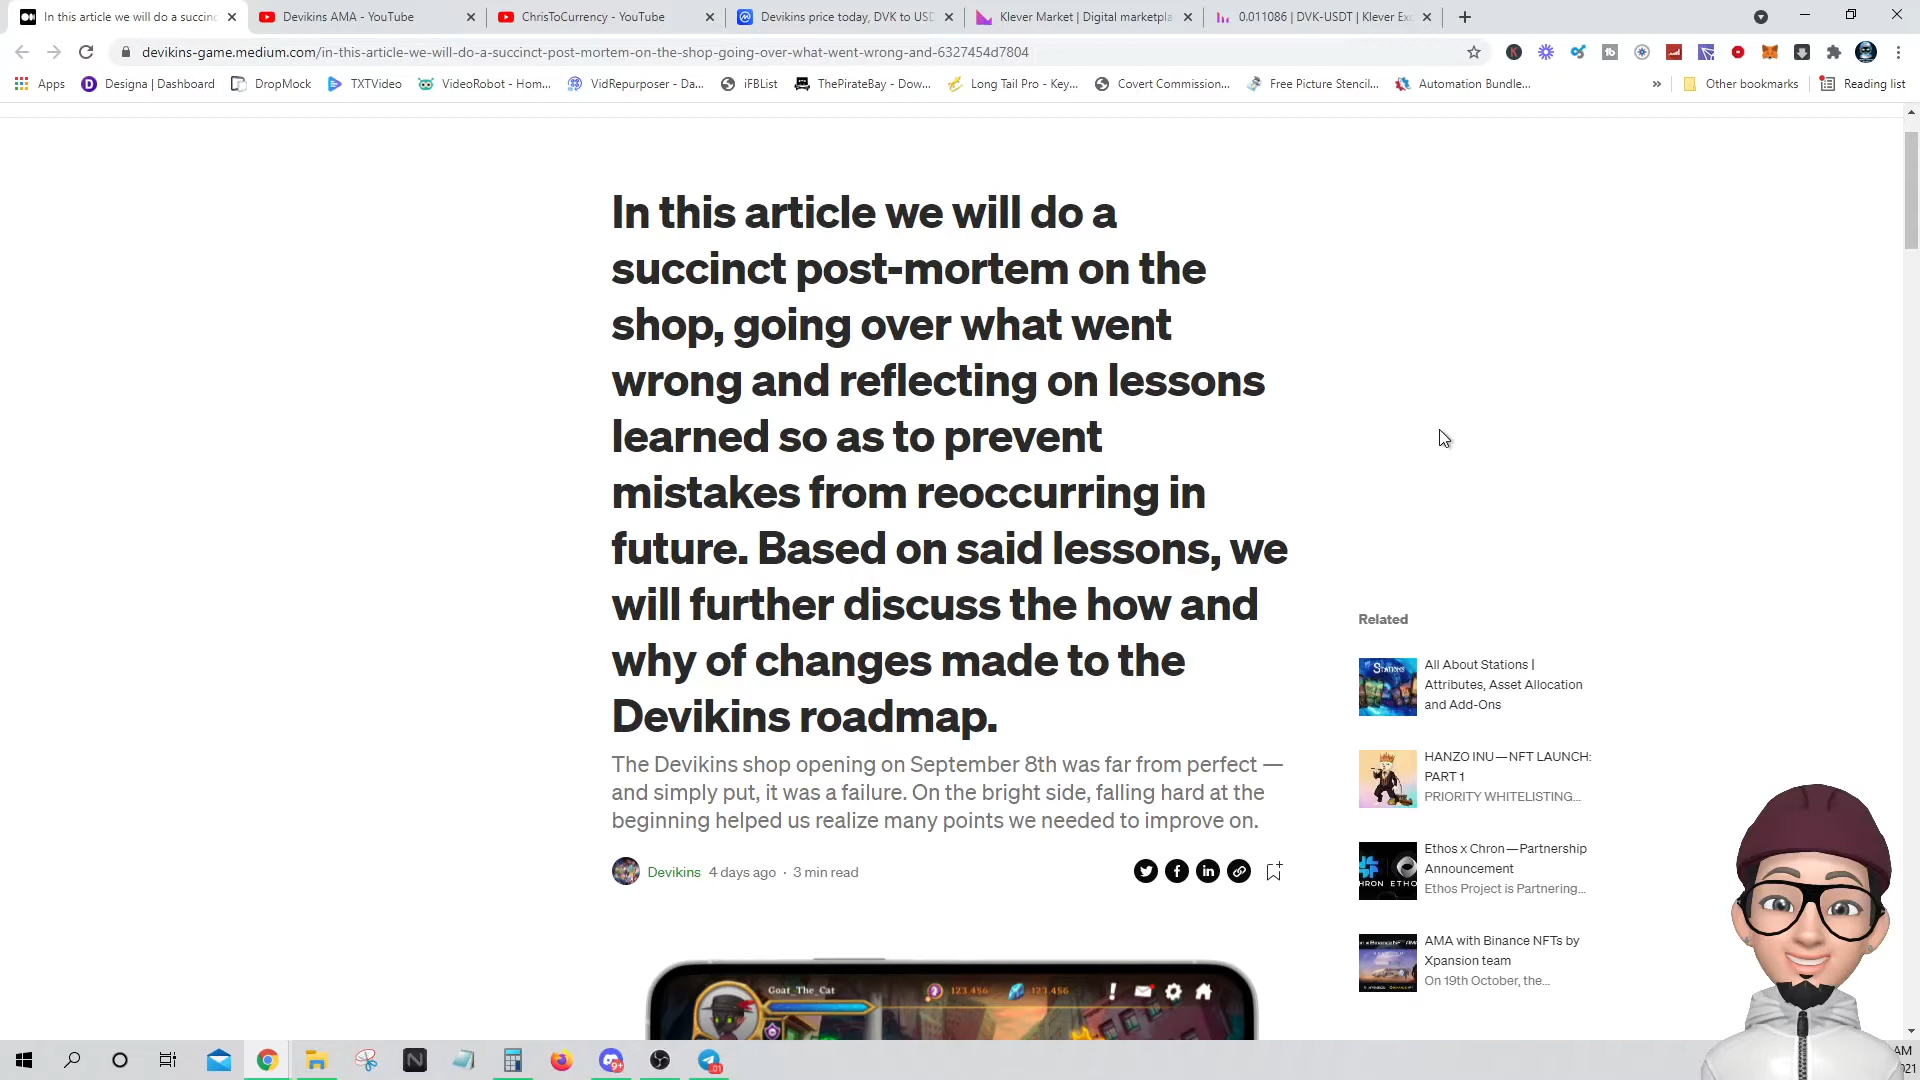 In this article we will do a succinc
Devikins AMA - YouTube
ChrisToCurrency - YouTube
Devikins price today, DVK to USD
Klever Market | Digital marketpla
0.011086 | DVK-USDT | Klever Exc
devikins-game.medium.com/in-this-article-we-will-do-a-succinct-post-mortem-on-the-shop-going-over-what-went-wrong-and-6327454d7804
Apps
Designa | Dashboard
DropMock
TXTVideo
VideoRobot - Hom...
VidRepurposer - Da...
iFBList
ThePirateBay - Dow...
Long Tail Pro - Key...
Covert Commission...
Free Picture Stencil...
Automation Bundle...
»
Other bookmarks
Reading list
In this article we will do a
succinct post-mortem on the
shop, going over what went
wrong and reflecting on lessons
learned so as to prevent
mistakes from reoccurring in
future. Based on said lessons, we
will further discuss the how and
why of changes made to the
Devikins roadmap.
The Devikins shop opening on September 8th was far from perfect —
and simply put, it was a failure. On the bright side, falling hard at the
beginning helped us realize many points we needed to improve on.
Devikins 4 days ago · 3 min read
Related
All About Stations |
Attributes, Asset Allocation
and Add-Ons
HANZO INU — NFT LAUNCH:
PART 1
PRIORITY WHITELISTING...
Ethos x Chron — Partnership
Announcement
Ethos Project is Partnering...
AMA with Binance NFTs by
Xpansion team
On 19th October, the...
Goat_The_Cat
123.456
123.456
AM